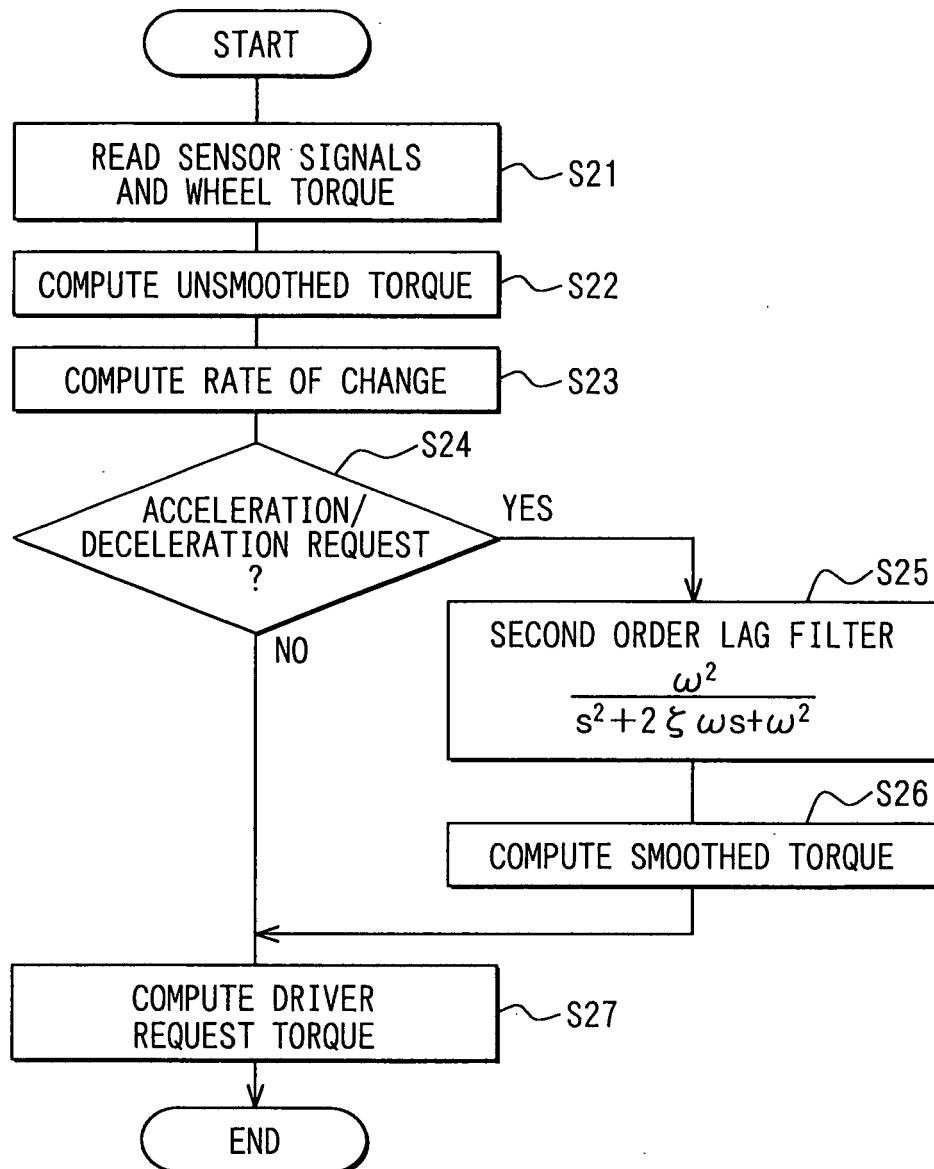 START
READ SENSOR SIGNALS
AND WHEEL TORQUE
S21
COMPUTE UNSMOOTHED TORQUE
S22
COMPUTE RATE OF CHANGE
S23
S24
ACCELERATION/
DECELERATION REQUEST
?
YES
NO
S25
SECOND ORDER LAG FILTER
ω²
s²+2ζωs+ω²
S26
COMPUTE SMOOTHED TORQUE
COMPUTE DRIVER
REQUEST TORQUE
S27
END